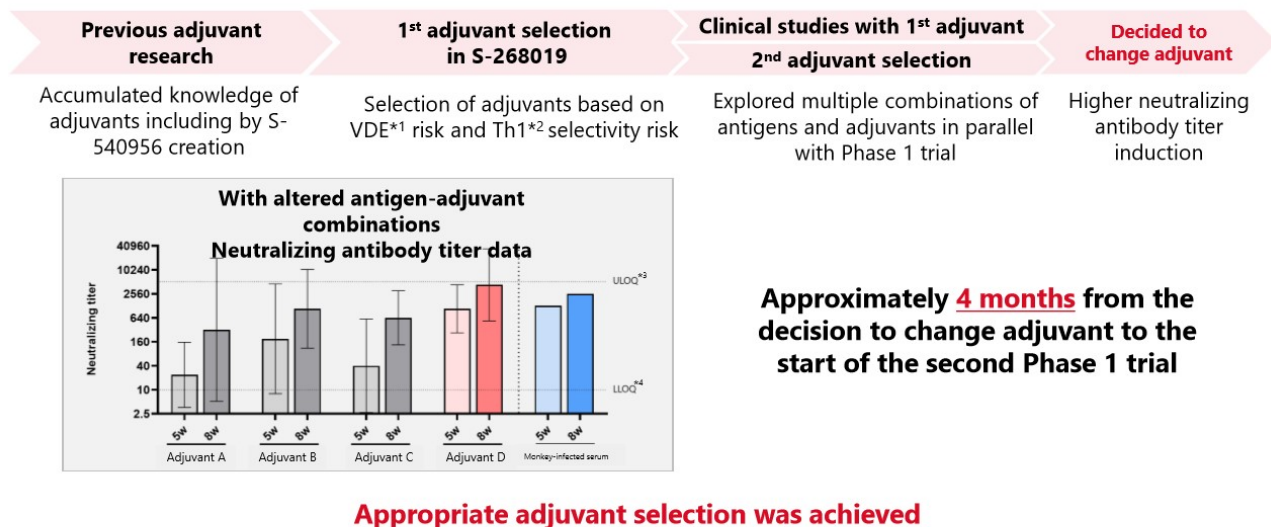 Previous adjuvant
research
1st adjuvant selection
in S-268019
Clinical studies with 1st adjuvant
2nd adjuvant selection
Decided to
change adjuvant
Accumulated knowledge of
adjuvants including by S-
540956 creation
Selection of adjuvants based on
VDE*1 risk and Th1*2 selectivity risk
Explored multiple combinations of
antigens and adjuvants in parallel
with Phase 1 trial
Higher neutralizing
antibody titer
induction
With altered antigen-adjuvant
combinations
Neutralizing antibody titer data
Neutralizing titer
40960
10240
2560
640
160
40
10
2.5
ULOQ*3
LLOQ*4
5w 8w 5w 8w 5w 8w 5w 8w 5w 8w
Adjuvant A Adjuvant B Adjuvant C Adjuvant D Monkey-infected serum
Approximately 4 months from the
decision to change adjuvant to the
start of the second Phase 1 trial
Appropriate adjuvant selection was achieved